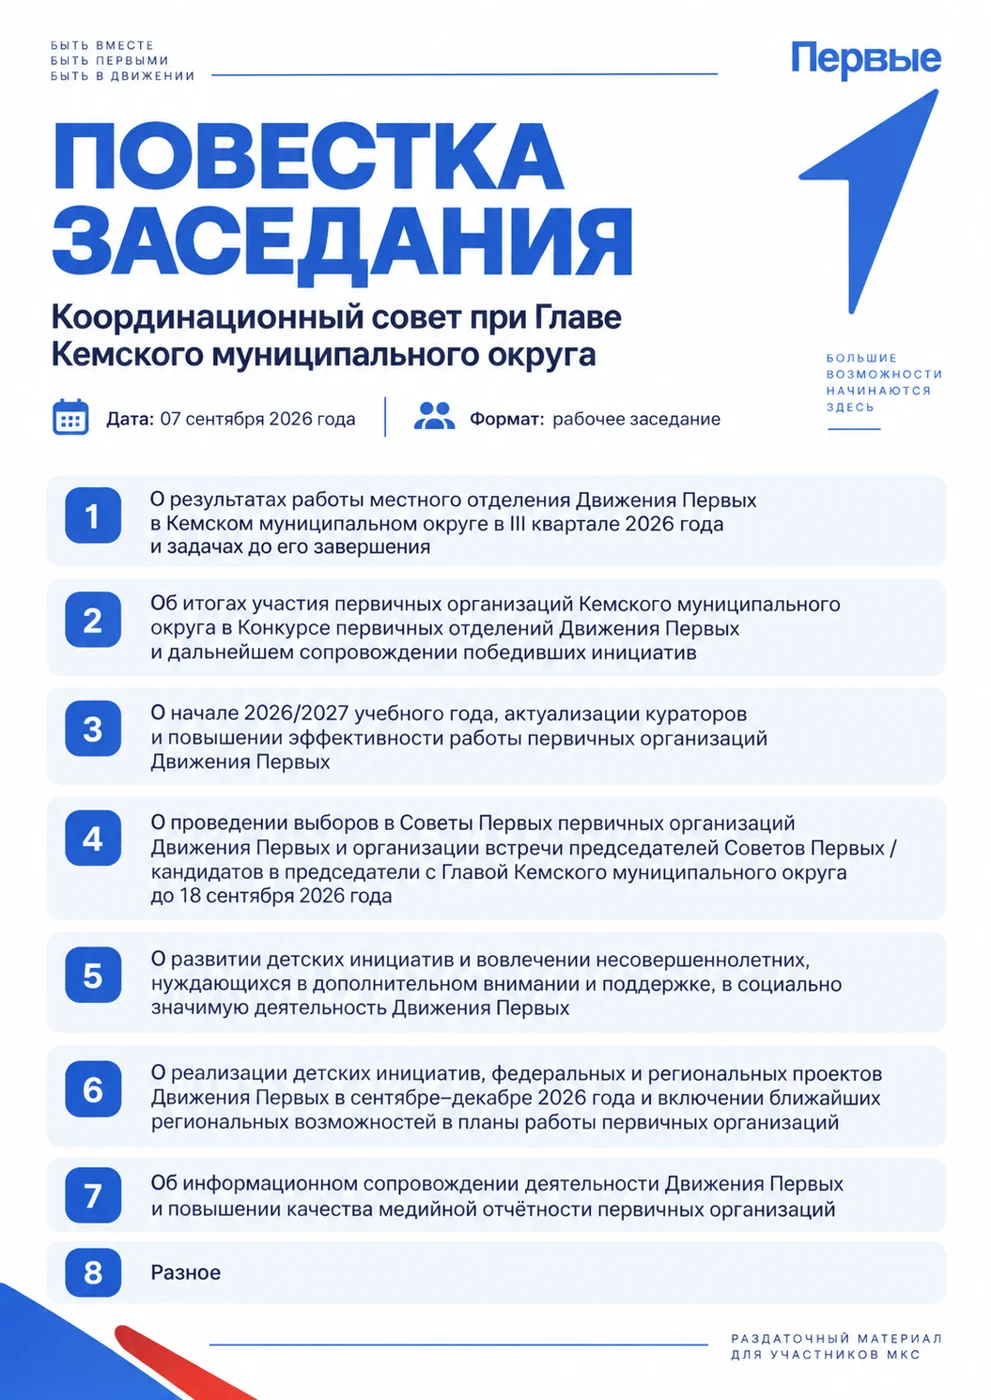 БЫТЬ ВМЕСТЕ
БЫТЬ ПЕРВЫМИ
БЫТЬ В ДВИЖЕНИИ
Первые
ПОВЕСТКА
ЗАСЕДАНИЯ
Координационный совет при Главе
Кемского муниципального округа
БОЛЬШИЕ
ВОЗМОЖНОСТИ
НАЧИНАЮТСЯ
ЗДЕСЬ
Дата: 07 сентября 2026 года
Формат: рабочее заседание
1
О результатах работы местного отделения Движения Первых
в Кемском муниципальном округе в III квартале 2026 года
и задачах до его завершения
2
Об итогах участия первичных организаций Кемского муниципального
округа в Конкурсе первичных отделений Движения Первых
и дальнейшем сопровождении победивших инициатив
3
О начале 2026/2027 учебного года, актуализации кураторов
и повышении эффективности работы первичных организаций
Движения Первых
4
О проведении выборов в Советы Первых первичных организаций
Движения Первых и организации встречи председателей Советов Первых /
кандидатов в председатели с Главой Кемского муниципального округа
до 18 сентября 2026 года
5
О развитии детских инициатив и вовлечении несовершеннолетних,
нуждающихся в дополнительном внимании и поддержке, в социально
значимую деятельность Движения Первых
6
О реализации детских инициатив, федеральных и региональных проектов
Движения Первых в сентябре–декабре 2026 года и включении ближайших
региональных возможностей в планы работы первичных организаций
7
Об информационном сопровождении деятельности Движения Первых
и повышении качества медийной отчётности первичных организаций
8
Разное
РАЗДАТОЧНЫЙ МАТЕРИАЛ
ДЛЯ УЧАСТНИКОВ МКС